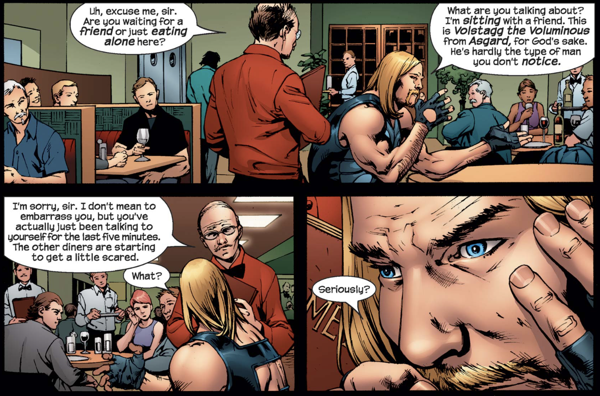 Uh, excuse me, sir.
Are you waiting for a
friend or just eating
alone here?
What are you talking about?
I'm sitting with a friend. This
is Volstagg the Voluminous
from Asgard, for God's sake.
He's hardly the type of man
you don't notice.
I'm sorry, sir. I don't mean to
embarrass you, but you've
actually just been talking to
yourself for the last five minutes.
The other diners are starting
to get a little scared.
What?
Seriously?